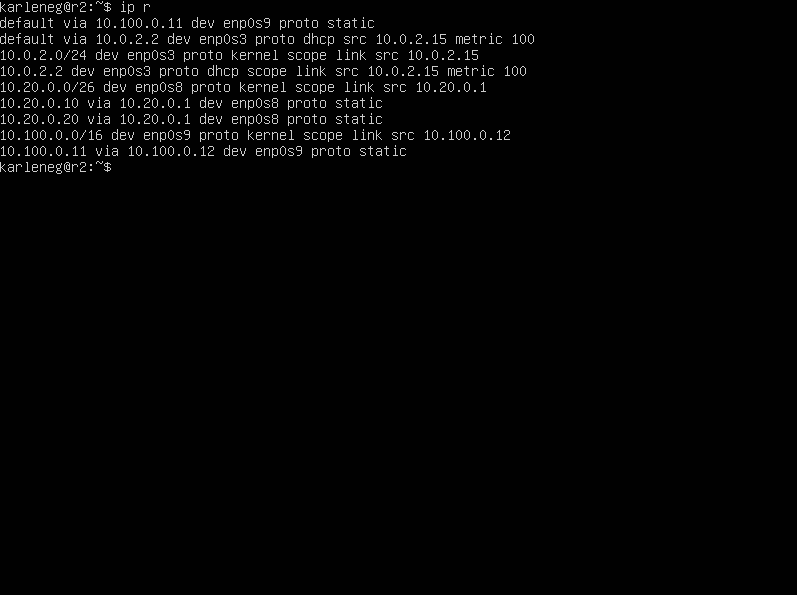 karleneg@r2:~$ ip r
default via 10.100.0.11 dev enp0s9 proto static
default via 10.0.2.2 dev enp0s3 proto dhcp src 10.0.2.15 metric 100
10.0.2.0/24 dev enp0s3 proto kernel scope link src 10.0.2.15
10.0.2.2 dev enp0s3 proto dhcp scope link src 10.0.2.15 metric 100
10.20.0.0/26 dev enp0s8 proto kernel scope link src 10.20.0.1
10.20.0.10 via 10.20.0.1 dev enp0s8 proto static
10.20.0.20 via 10.20.0.1 dev enp0s8 proto static
10.100.0.0/16 dev enp0s9 proto kernel scope link src 10.100.0.12
10.100.0.11 via 10.100.0.12 dev enp0s9 proto static
karleneg@r2:~$